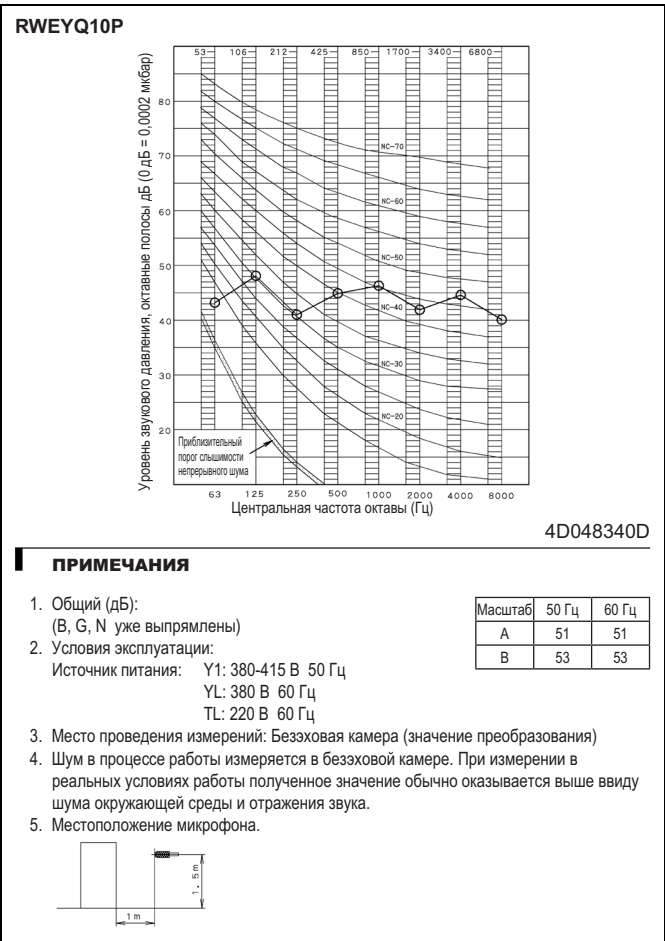 RWEYQ10P
53 106 212 425 850 1700 3400 6800
Уровень звукового давления, октавные полосы дБ (0 дБ = 0,0002 мкбар)
80
70
60
50
40
30
20
NC-70
NC-60
NC-50
NC-40
NC-30
NC-20
Приблизительный
порог слышимости
непрерывного шума
63 125 250 500 1000 2000 4000 8000
Центральная частота октавы (Гц)
4D048340D
ПРИМЕЧАНИЯ
1. Общий (дБ):
(B, G, N уже выпрямлены)
Масштаб 50 Гц 60 Гц
A 51 51
B 53 53
2. Условия эксплуатации:
Источник питания: Y1: 380-415 В 50 Гц
YL: 380 В 60 Гц
TL: 220 В 60 Гц
3. Место проведения измерений: Безэховая камера (значение преобразования)
4. Шум в процессе работы измеряется в безэховой камере. При измерении в
реальных условиях работы полученное значение обычно оказывается выше ввиду
шума окружающей среды и отражения звука.
5. Местоположение микрофона.
1.5m
1m